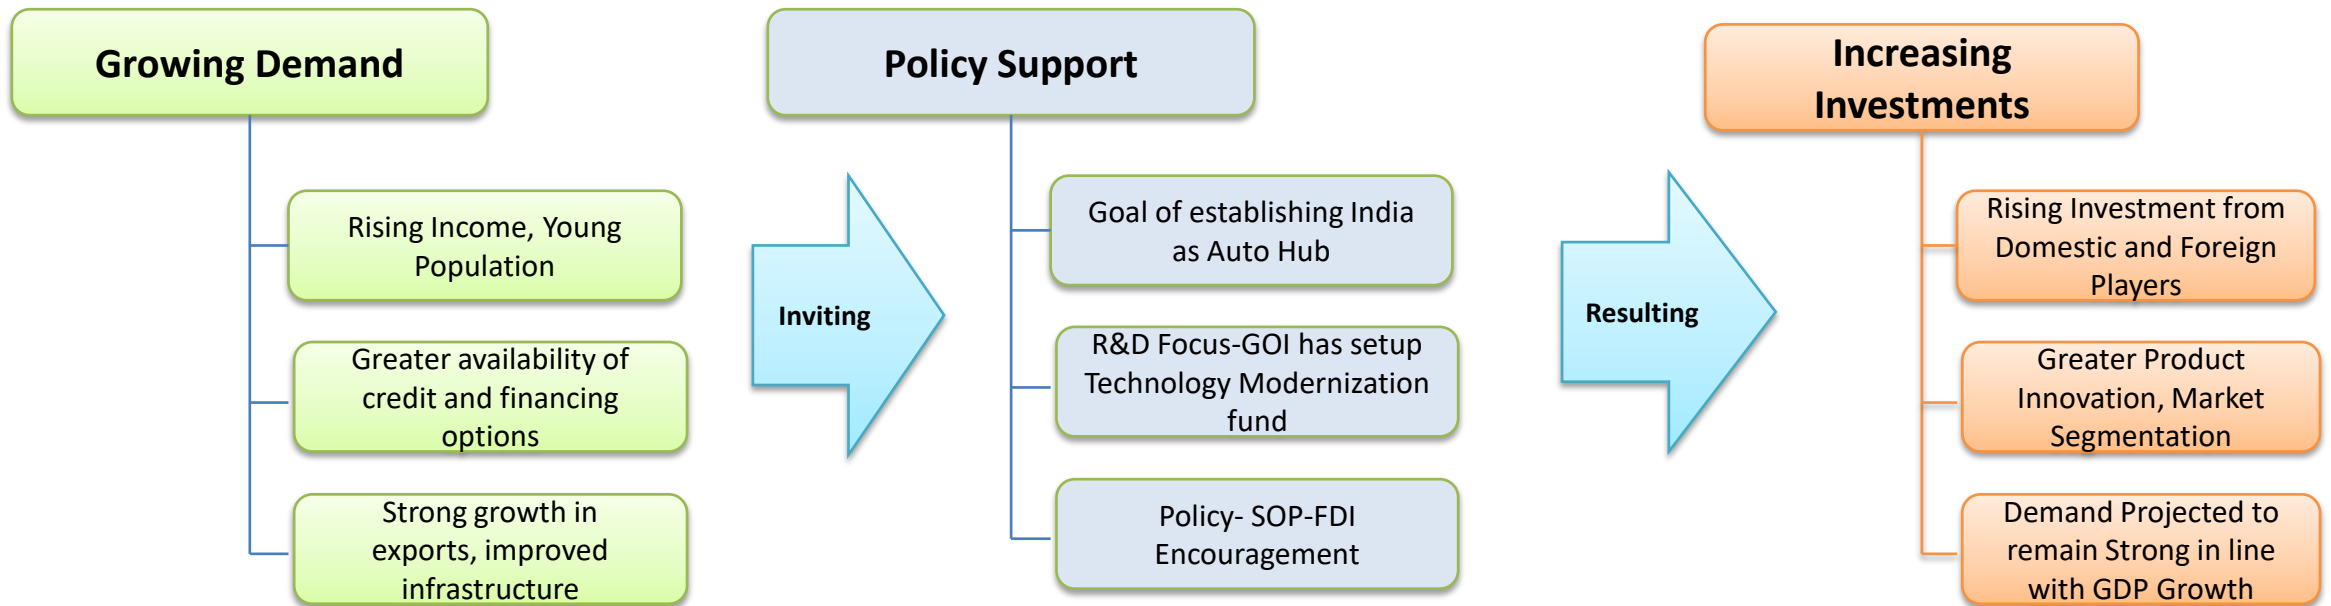 Growing Demand
Rising Income, Young
Population
Greater availability of
credit and financing
options
Strong growth in
exports, improved
infrastructure
Inviting
Policy Support
Goal of establishing India
as Auto Hub
R&D Focus-GOI has setup
Technology Modernization
fund
Policy- SOP-FDI
Encouragement
Resulting
Increasing
Investments
Rising Investment from
Domestic and Foreign
Players
Greater Product
Innovation, Market
Segmentation
Demand Projected to
remain Strong in line
with GDP Growth